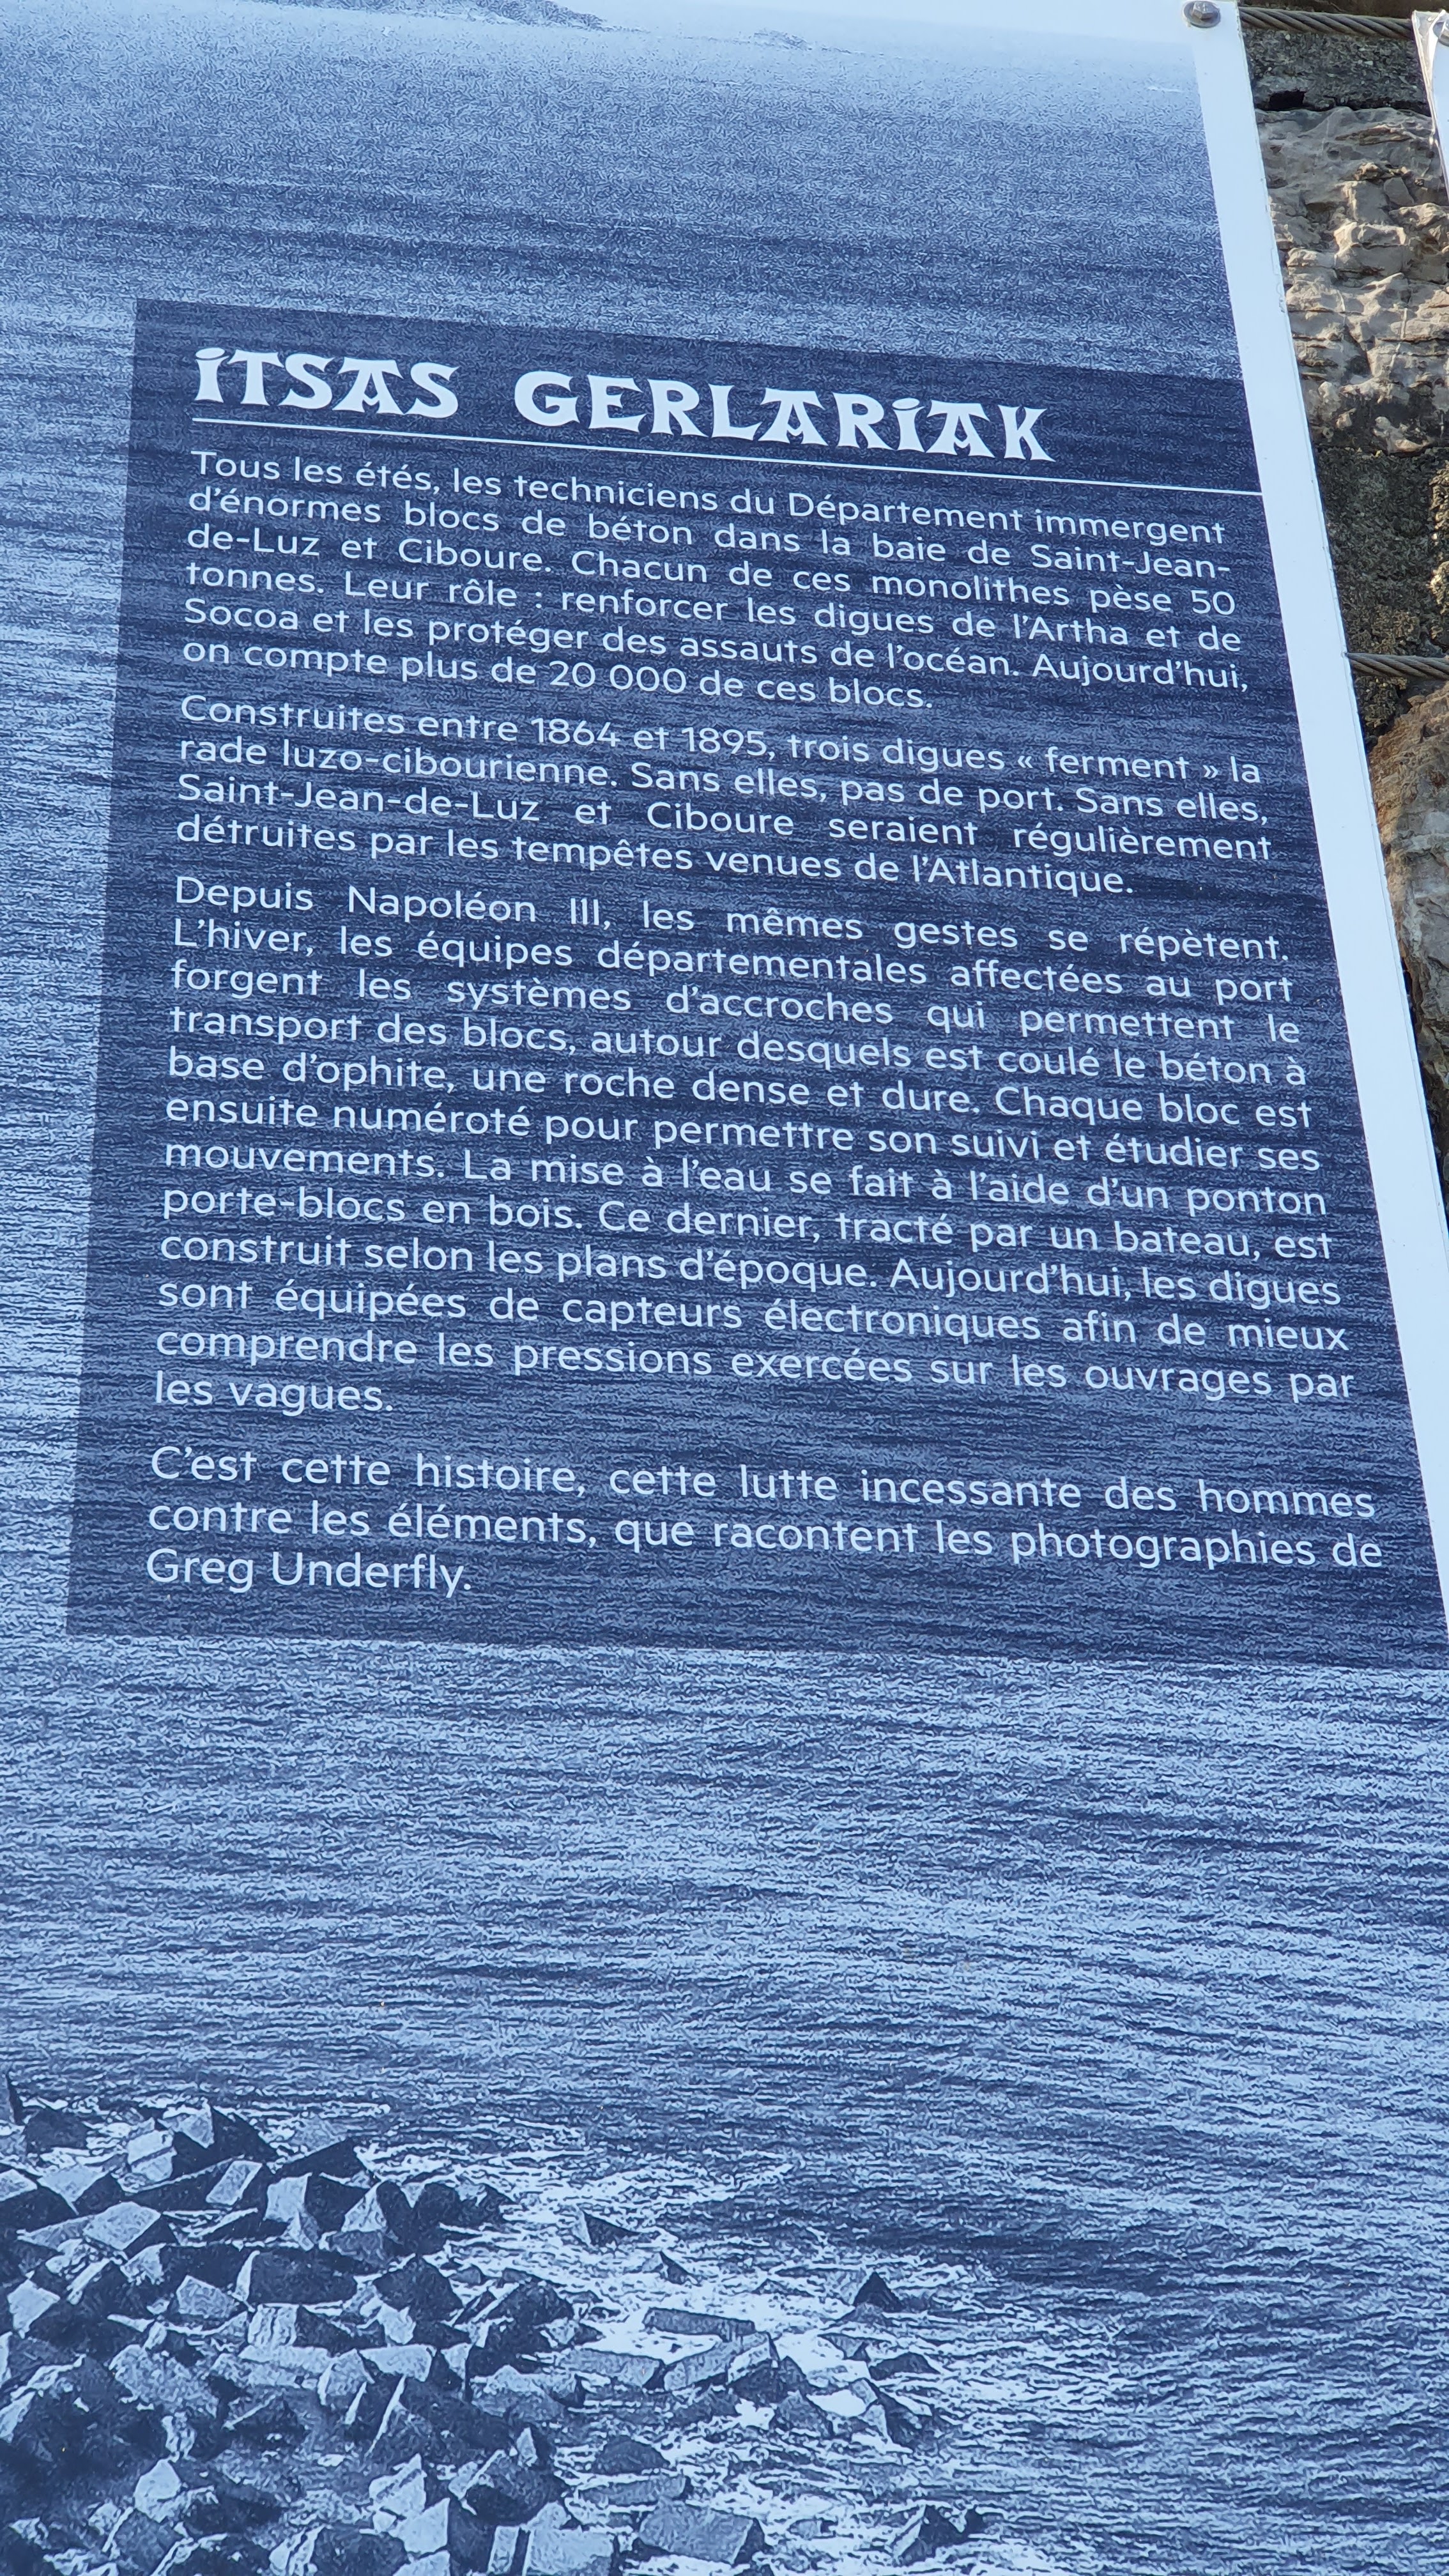 ITSAS GERLARIAK
Tous les étés, les techniciens du Département immergent
d'énormes blocs de béton dans la baie de Saint-Jean-
de-Luz et Ciboure. Chacun de ces monolithes pèse 50
tonnes. Leur rôle : renforcer les digues de l'Artha et de
Socoa et les protéger des assauts de l'océan. Aujourd'hui,
on compte plus de 20 000 de ces blocs.
Construites entre 1864 et 1895, trois digues « ferment » la
rade luzo-cibourienne. Sans elles, pas de port. Sans elles,
Saint-Jean-de-Luz et Ciboure seraient régulièrement
détruites par les tempêtes venues de l'Atlantique.
Depuis Napoléon III, les mêmes gestes se répètent.
L'hiver, les équipes départementales affectées au port
forgent les systèmes d'accroches qui permettent le
transport des blocs, autour desquels est coulé le béton à
base d'ophite, une roche dense et dure. Chaque bloc est
ensuite numéroté pour permettre son suivi et étudier ses
mouvements. La mise à l'eau se fait à l'aide d'un ponton
porte-blocs en bois. Ce dernier, tracté par un bateau, est
construit selon les plans d'époque. Aujourd'hui, les digues
sont équipées de capteurs électroniques afin de mieux
comprendre les pressions exercées sur les ouvrages par
les vagues.
C'est cette histoire, cette lutte incessante des hommes
contre les éléments, que racontent les photographies de
Greg Underfly.